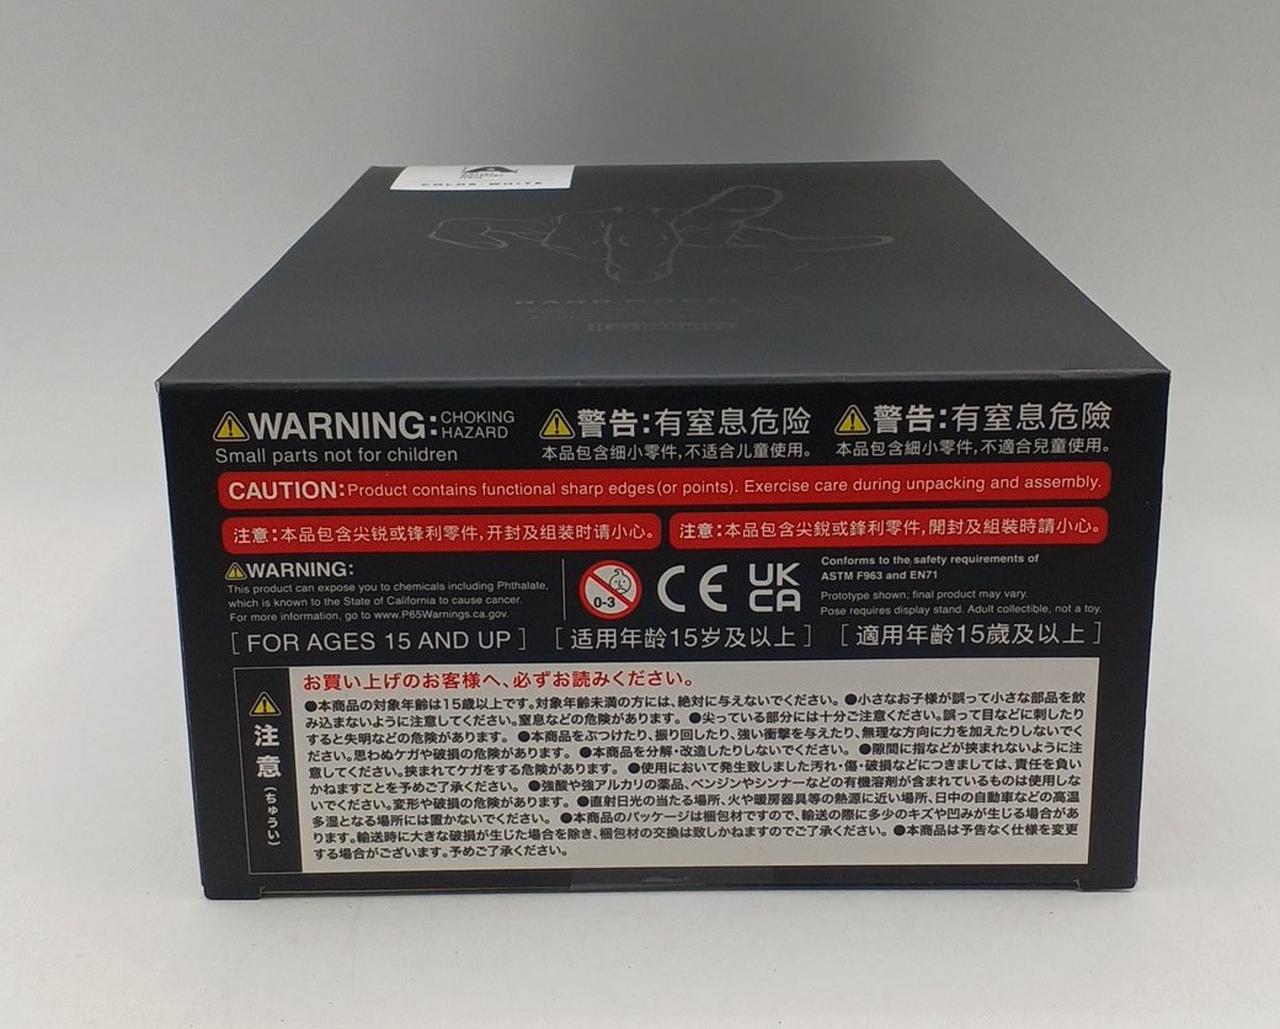 COLOR: WHITE
HAND MODEL
WARNING: CHOKING HAZARD
Small parts not for children
警告:有窒息危险
本品包含细小零件,不适合儿童使用。
警告:有窒息危險
本品包含細小零件,不適合兒童使用。
CAUTION: Product contains functional sharp edges(or points). Exercise care during unpacking and assembly.
注意:本品包含尖锐或锋利零件,开封及组装时请小心。
注意:本品包含尖銳或鋒利零件,開封及組裝時請小心。
WARNING:
This product can expose you to chemicals including Phthalate,
which is known to the State of California to cause cancer.
For more information, go to www.P65Warnings.ca.gov.
0-3
CE
UK
CA
Conforms to the safety requirements of
ASTM F963 and EN71
Prototype shown; final product may vary.
Pose requires display stand. Adult collectible, not a toy.
[ FOR AGES 15 AND UP ]
[ 适用年龄15岁及以上 ]
[ 適用年齡15歲及以上 ]
注意(ちゅうい)
お買い上げのお客様へ、必ずお読みください。
●本商品の対象年齢は15歳以上です。対象年齢未満の方には、絶対に与えないでください。●小さなお子様が誤って小さな部品を飲
み込まないように注意してください。窒息などの危険があります。●尖っている部分には十分ご注意ください。誤って目などに刺したり
すると失明などの危険があります。●本商品をぶつけたり、振り回したり、強い衝撃を与えたり、無理な方向に力を加えたりしないでく
ださい。思わぬケガや破損の危険があります。●本商品を分解・改造したりしないでください。●隙間に指などが挟まれないように注
意してください。挟まれてケガをする危険があります。●使用において発生致しました汚れ・傷・破損などにつきましては、責任を負い
かねますことを予めご了承ください。●強酸や強アルカリの薬品、ベンジンやシンナーなどの有機溶剤が含まれているものは使用しな
いでください。変形や破損の危険があります。●直射日光の当たる場所、火や暖房器具等の熱源に近い場所、日中の自動車などの高温
多湿となる場所には置かないでください。●本商品のパッケージは梱包材ですので、輸送の際に多少のキズや凹みが生じる場合があ
ります。輸送時に大きな破損が生じた場合を除き、梱包材の交換は致しかねますのでご了承ください。●本商品は予告なく仕様を変更
する場合がございます。予めご了承ください。